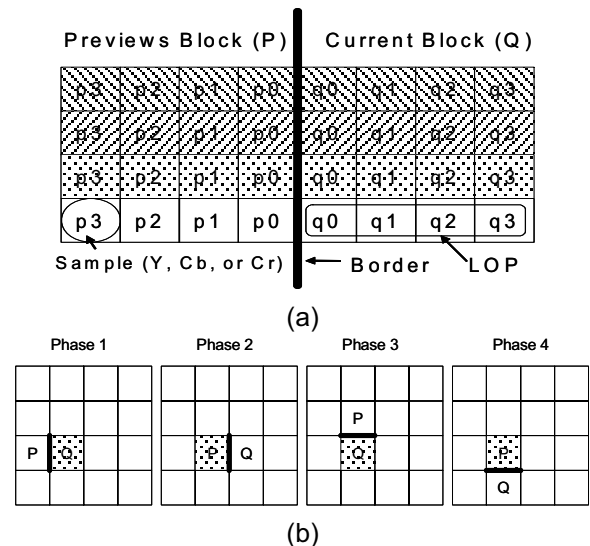 Previews Block (P) Current Block (Q)
p3 p2 p1 p0 q0 q1 q2 q3
p3 p2 p1 p0 q0 q1 q2 q3
p3 p2 p1 p0 q0 q1 q2 q3
p3 p2 p1 p0 q0 q1 q2 q3
Sample (Y, Cb, or Cr) Border LOP
(a)
Phase 1 Phase 2 Phase 3 Phase 4
P
P Q P Q Q P
Q
(b)